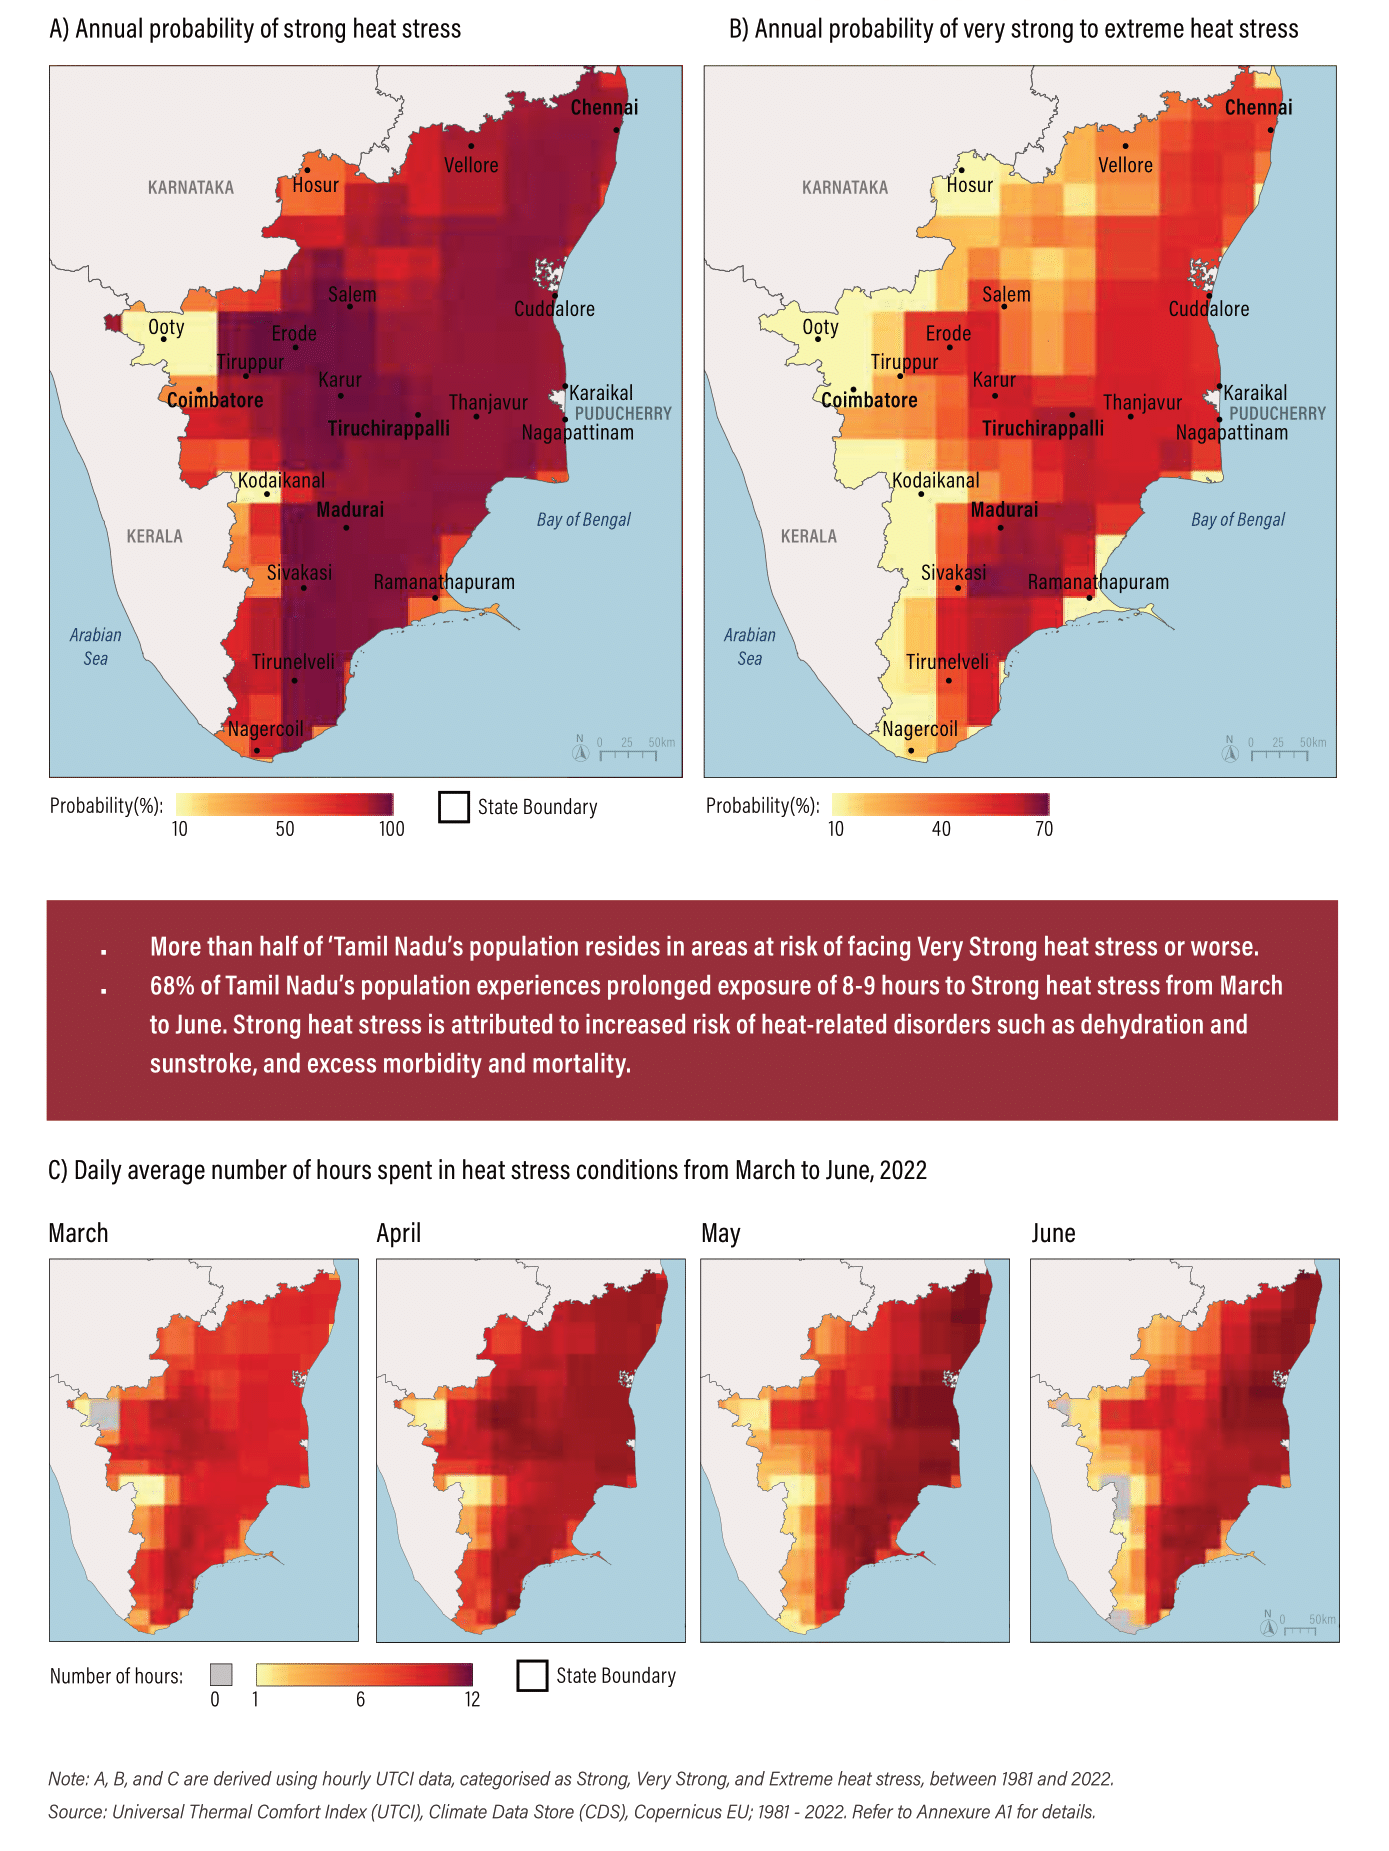 A) Annual probability of strong heat stress
B) Annual probability of very strong to extreme heat stress
Chennai
Vellore
KARNATAKA
Hosur
Salem
Cuddalore
Ooty
Erode
Tiruppur
Karur
Coimbatore
Thanjavur
Karaikal
PUDUCHERRY
Tiruchirappalli
Nagapattinam
Kodaikanal
Madurai
Bay of Bengal
KERALA
Sivakasi
Ramanathapuram
Arabian
Sea
Tirunelveli
Nagercoil
N
0 25 50km
Chennai
Vellore
KARNATAKA
Hosur
Salem
Cuddalore
Ooty
Erode
Tiruppur
Karur
Coimbatore
Thanjavur
Karaikal
PUDUCHERRY
Tiruchirappalli
Nagapattinam
Kodaikanal
Madurai
Bay of Bengal
KERALA
Sivakasi
Ramanathapuram
Arabian
Sea
Tirunelveli
Nagercoil
N
0 25 50km
Probability(%):
10 50 100
State Boundary
Probability(%):
10 40 70
▪ More than half of ‘Tamil Nadu’s population resides in areas at risk of facing Very Strong heat stress or worse.
▪ 68% of Tamil Nadu’s population experiences prolonged exposure of 8-9 hours to Strong heat stress from March
to June. Strong heat stress is attributed to increased risk of heat-related disorders such as dehydration and
sunstroke, and excess morbidity and mortality.
C) Daily average number of hours spent in heat stress conditions from March to June, 2022
March
April
May
June
N
0 50km
Number of hours:
0 1 6 12
State Boundary
Note: A, B, and C are derived using hourly UTCI data, categorised as Strong, Very Strong, and Extreme heat stress, between 1981 and 2022.
Source: Universal Thermal Comfort Index (UTCI), Climate Data Store (CDS), Copernicus EU; 1981 - 2022. Refer to Annexure A1 for details.